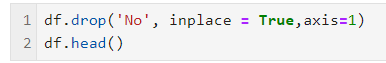 1 df.drop('No', inplace = True,axis=1)
2 df.head()